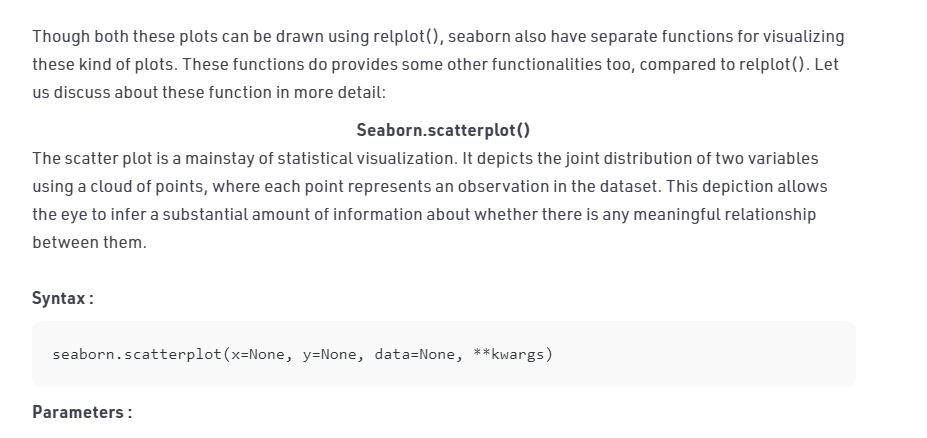 Though both these plots can be drawn using relplot(), seaborn also have separate functions for visualizing
these kind of plots. These functions do provides some other functionalities too, compared to relplot(). Let
us discuss about these function in more detail:
Seaborn.scatterplot()
The scatter plot is a mainstay of statistical visualization. It depicts the joint distribution of two variables
using a cloud of points, where each point represents an observation in the dataset. This depiction allows
the eye to infer a substantial amount of information about whether there is any meaningful relationship
between them.
Syntax :
seaborn.scatterplot(x=None, y=None, data=None, **kwargs)
Parameters :